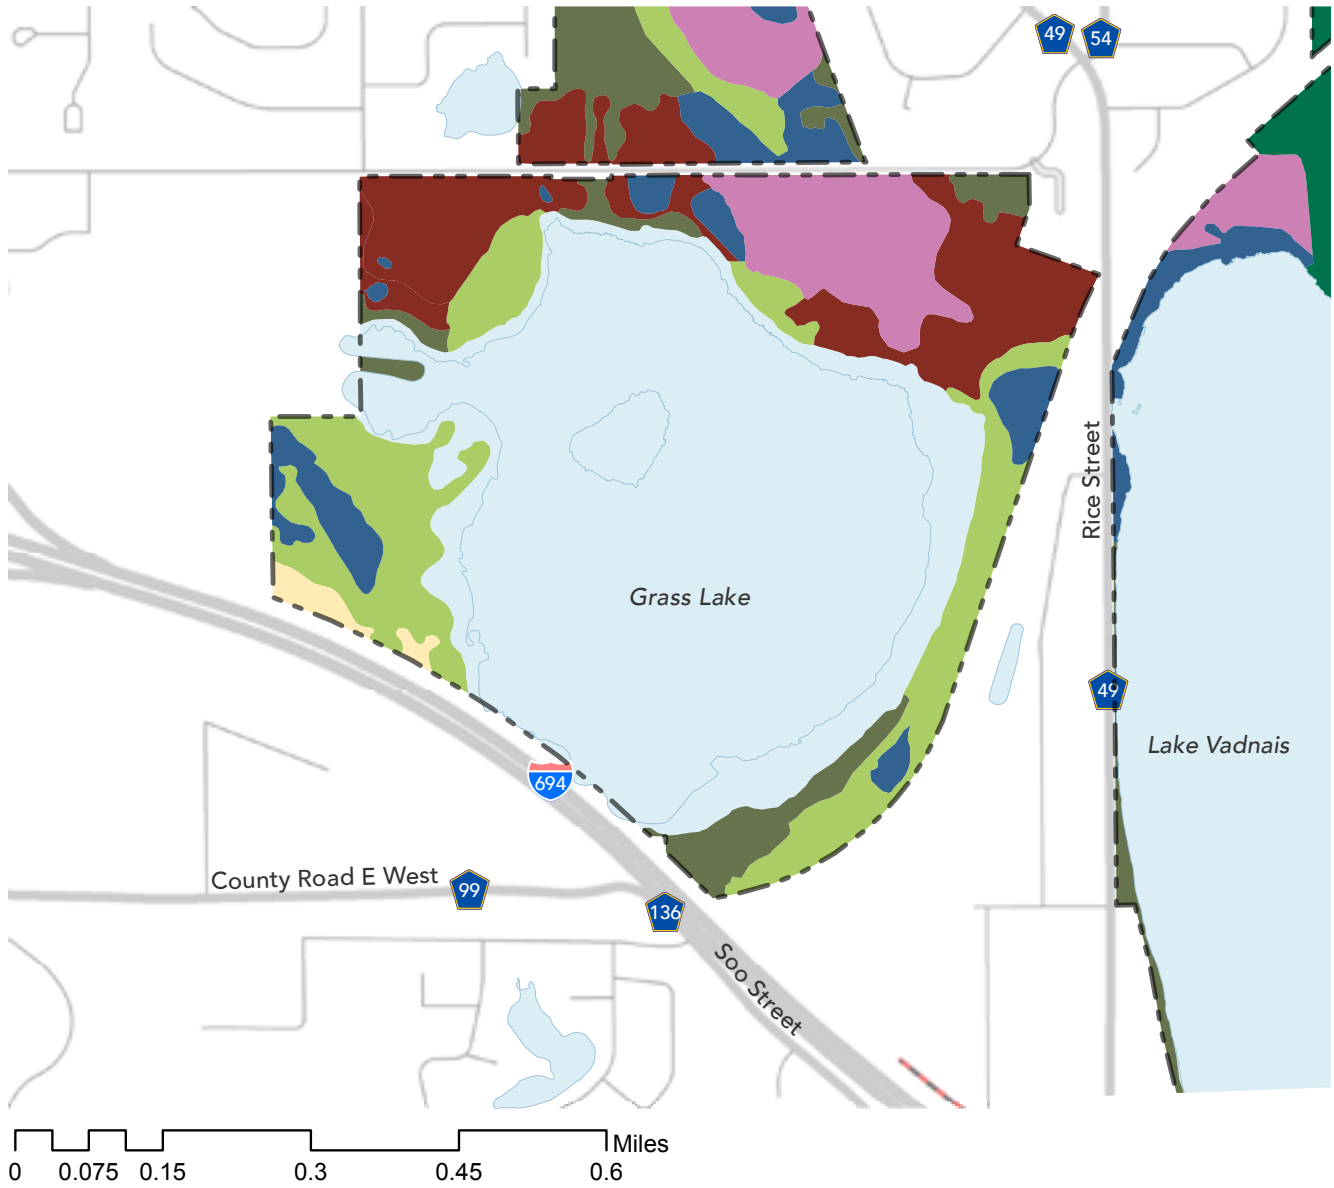 49
54
Rice Street
Grass Lake
49
Lake Vadnais
694
County Road E West
99
136
Soo Street
Miles
0 0.075 0.15 0.3 0.45 0.6